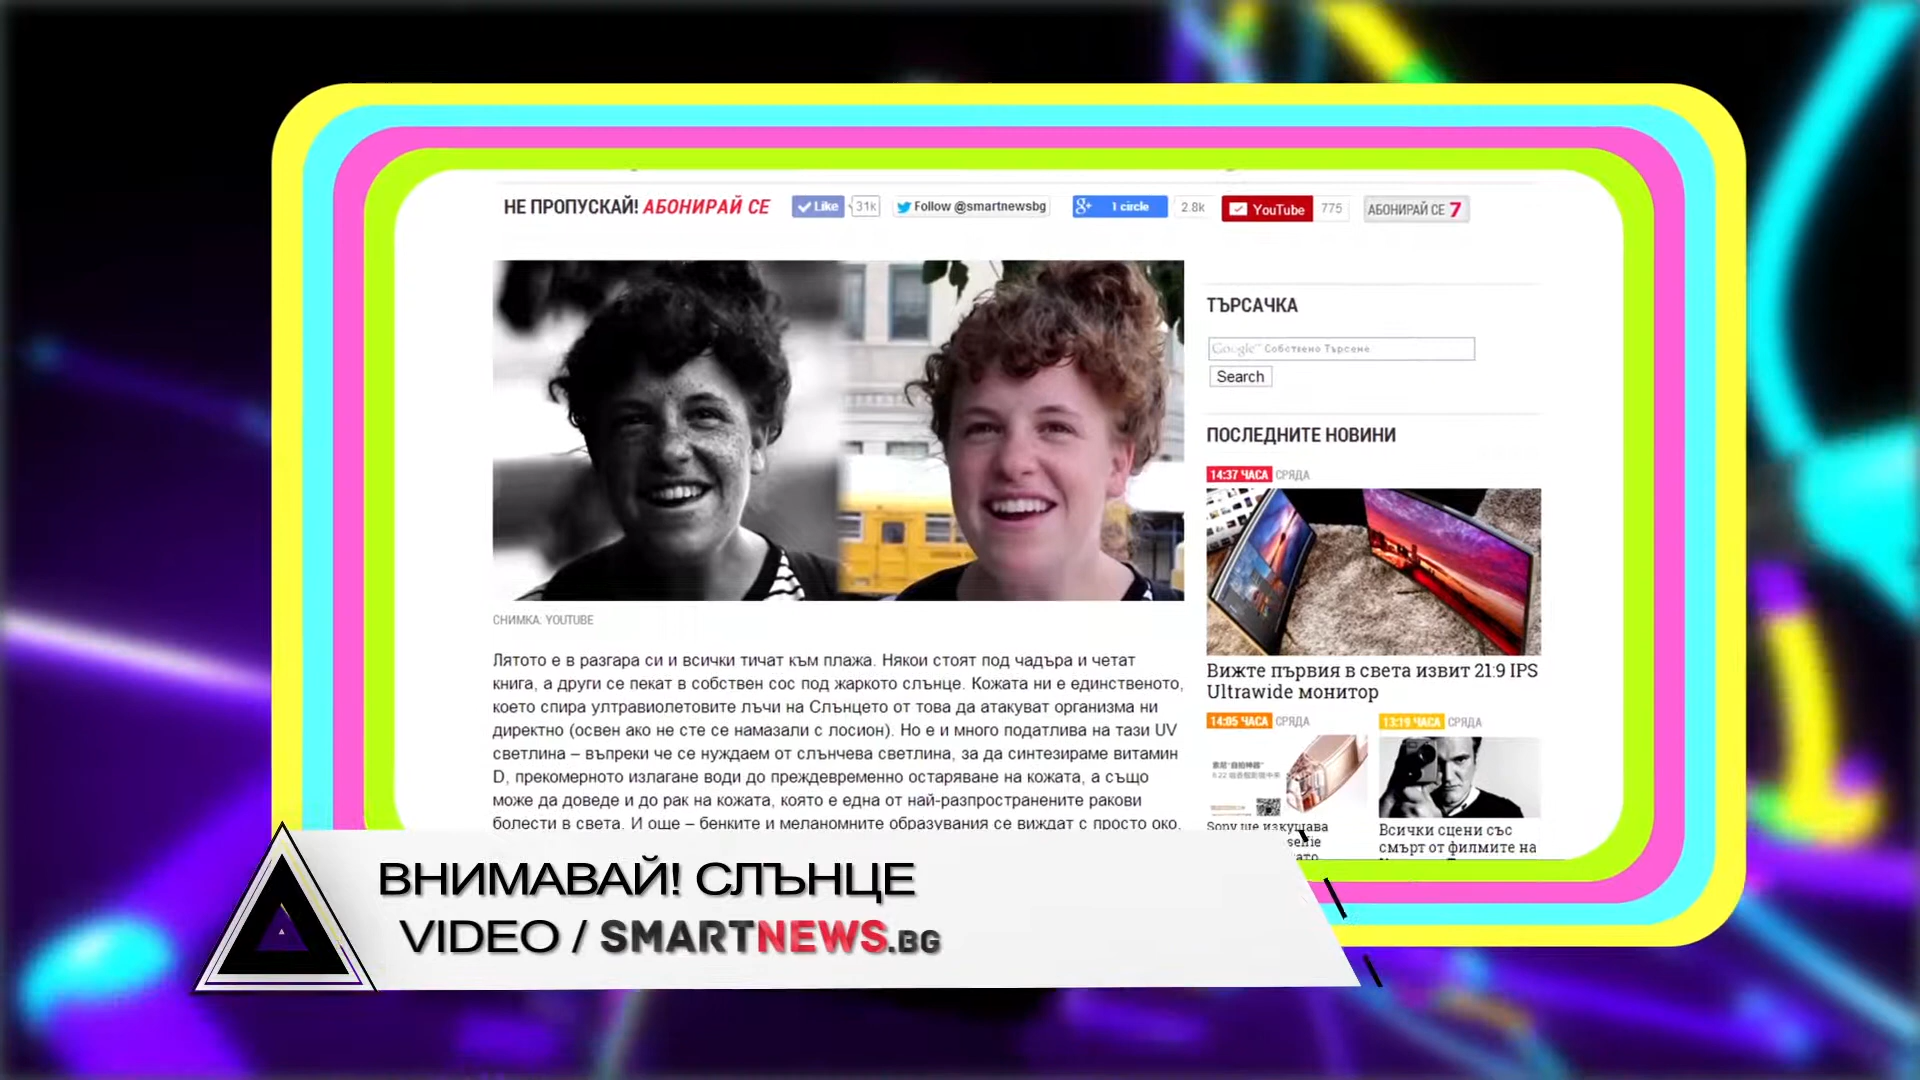 НЕ ПРОПУСКАЙ! АБОНИРАЙ СЕ
Like 31k
Follow @smartnewsbg
g+ 1 circle 2.8k
YouTube 775
АБОНИРАЙ СЕ 7
СНИМКА: YOUTUBE
Лятото е в разгара си и всички тичат към плажа. Някои стоят под чадъра и четат
книга, а други се пекат в собствен сос под жаркото слънце. Кожата ни е единственото,
което спира ултравиолетовите лъчи на Слънцето от това да атакуват организма ни
директно (освен ако не сте се намазали с лосион). Но е и много податлива на тази UV
светлина – въпреки че се нуждаем от слънчева светлина, за да синтезираме витамин
D, прекомерното излагане води до преждевременно остаряване на кожата, а също
може да доведе и до рак на кожата, която е една от най-разпространените ракови
болести в света. И още – бенките и меланомните образувания се виждат с просто око,
ТЪРСАЧКА
Google™ Собствено Търсене
Search
ПОСЛЕДНИТЕ НОВИНИ
14:37 ЧАСА СРЯДА
Вижте първия в света извит 21:9 IPS
Ultrawide монитор
14:05 ЧАСА СРЯДА
Sony ще изкушава
selfie
13:19 ЧАСА СРЯДА
Всички сцени със
смърт от филмите на
ВНИМАВАЙ! СЛЪНЦЕ
VIDEO / SMARTNEWS.BG